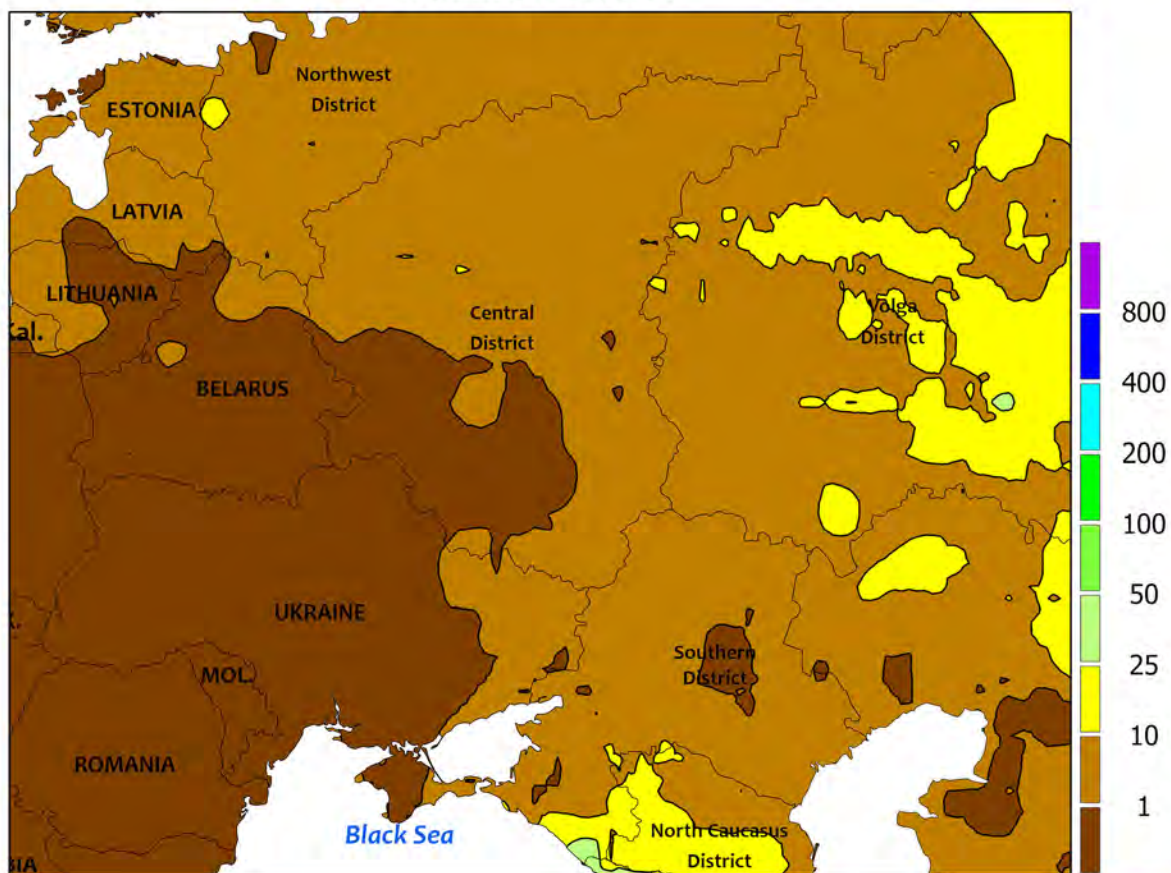 Northwest
District
ESTONIA
LATVIA
LITHUANIA
Kal.
Central
District
Volga
District
BELARUS
UKRAINE
MOL.
Southern
District
ROMANIA
Black Sea
North Caucasus
District
BIA
800
400
200
100
50
25
10
1